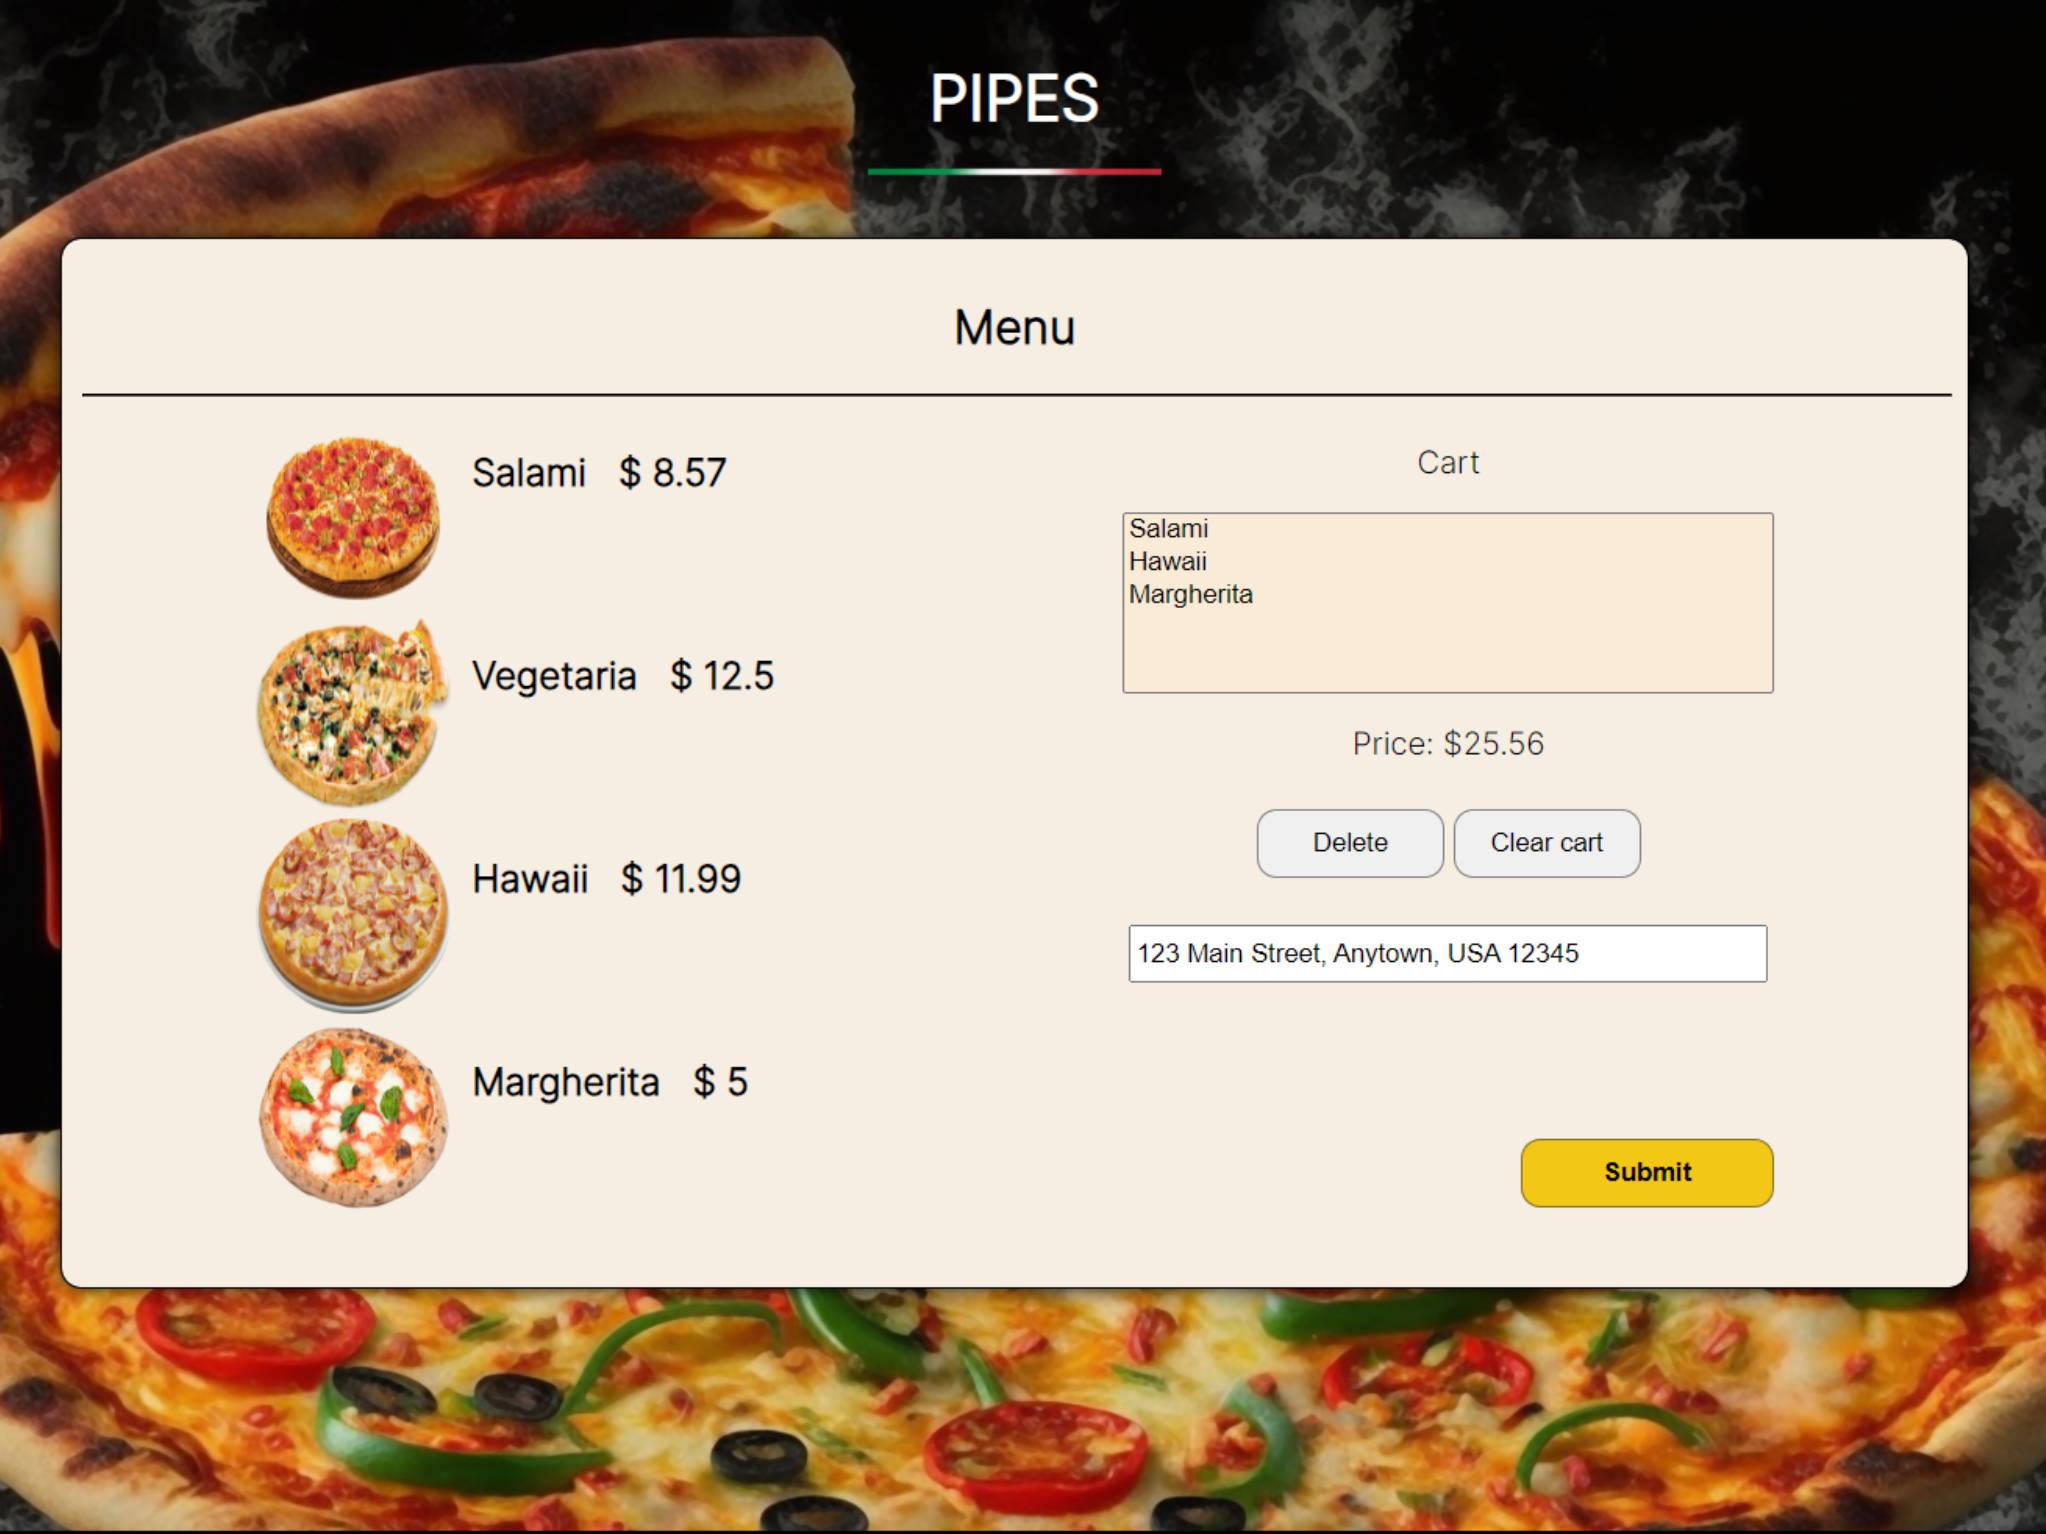 PIPES
Menu
Salami $ 8.57
Vegetaria $ 12.5
Hawaii $ 11.99
Margherita $ 5
Cart
Salami
Hawaii
Margherita
Price: $25.56
Delete Clear cart
123 Main Street, Anytown, USA 12345
Submit